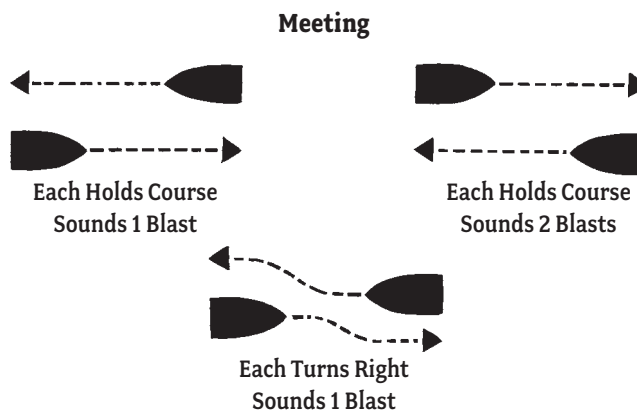 Meeting
Each Holds Course
Sounds 1 Blast
Each Holds Course
Sounds 2 Blasts
Each Turns Right
Sounds 1 Blast